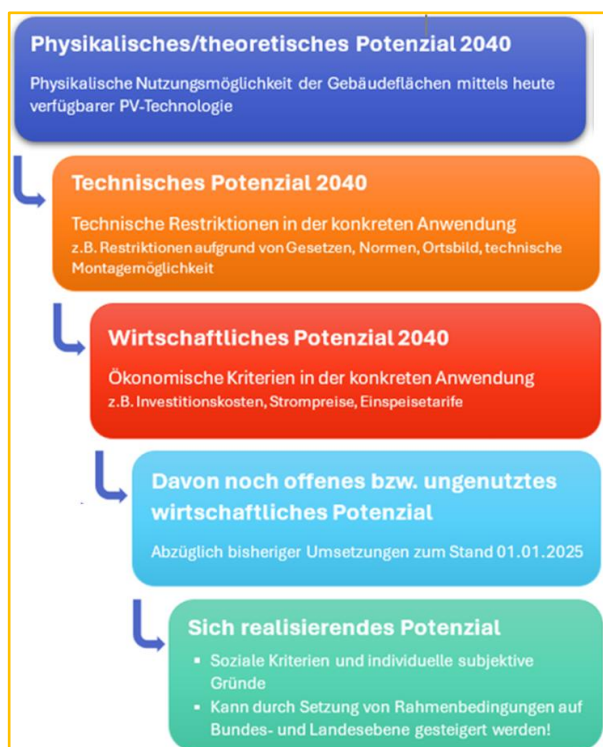 Physikalisches/theoretisches Potenzial 2040
Physikalische Nutzungsmöglichkeit der Gebäudeflächen mittels heute
verfügbarer PV-Technologie
Technisches Potenzial 2040
Technische Restriktionen in der konkreten Anwendung
z.B. Restriktionen aufgrund von Gesetzen, Normen, Ortsbild, technische
Montagemöglichkeit
Wirtschaftliches Potenzial 2040
Ökonomische Kriterien in der konkreten Anwendung
z.B. Investitionskosten, Strompreise, Einspeisetarife
Davon noch offenes bzw. ungenutztes
wirtschaftliches Potenzial
Abzüglich bisheriger Umsetzungen zum Stand 01.01.2025
Sich realisierendes Potenzial
▪ Soziale Kriterien und individuelle subjektive
Gründe
▪ Kann durch Setzung von Rahmenbedingungen auf
Bundes- und Landesebene gesteigert werden!